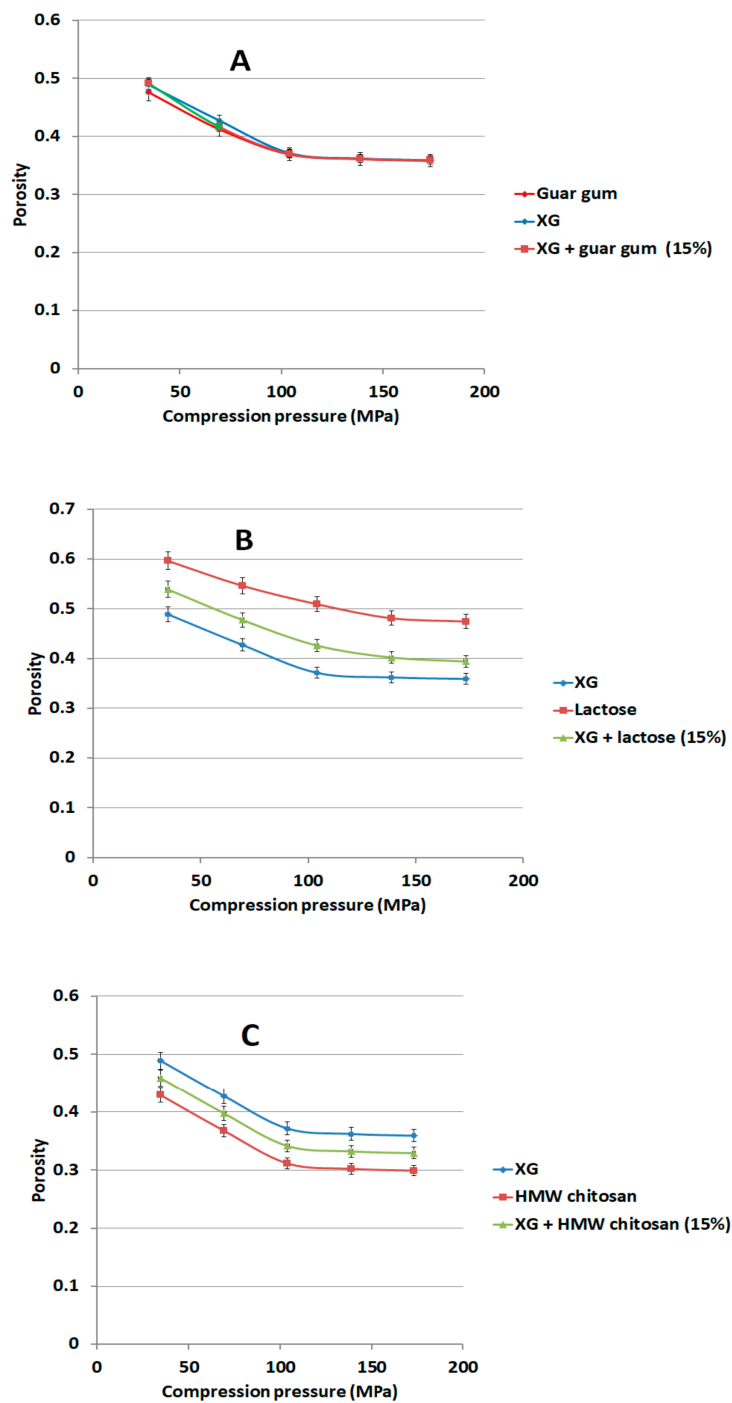 0.6
A
0.5
0.4
0.3
0.2
0.1
0
Porosity
0 50 100 150 200
Compression pressure (MPa)
Guar gum
XG
XG + guar gum (15%)
0.7
B
0.6
0.5
0.4
0.3
0.2
0.1
0
Porosity
0 50 100 150 200
Compression pressure (MPa)
XG
Lactose
XG + lactose (15%)
0.6
C
0.5
0.4
0.3
0.2
0.1
0
Porosity
0 50 100 150 200
Compression pressure (MPa)
XG
HMW chitosan
XG + HMW chitosan (15%)